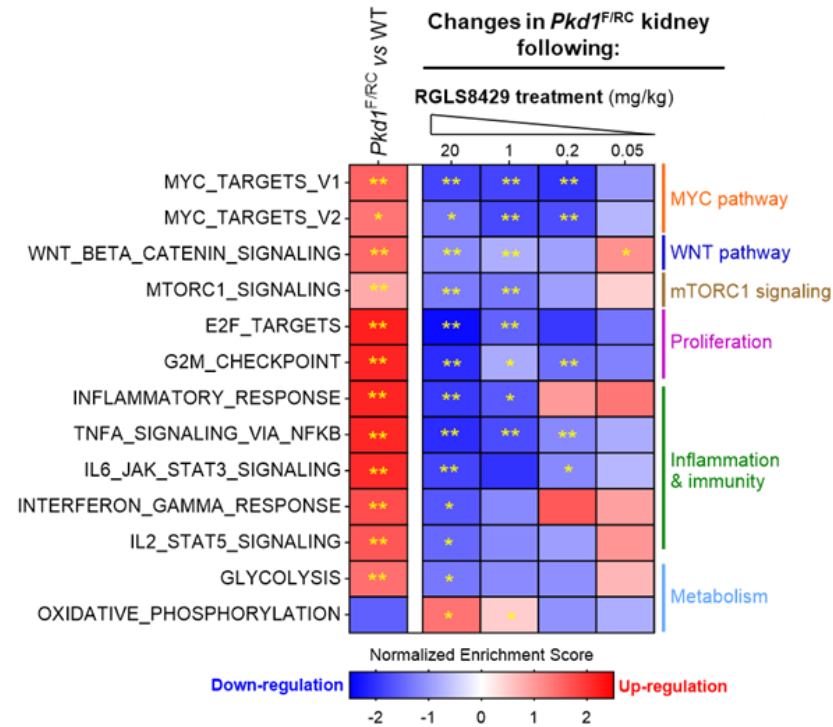 Pkd1F/RC vs WT
Changes in Pkd1F/RC kidney
following:
RGLS8429 treatment (mg/kg)
20 1 0.2 0.05
MYC_TARGETS_V1 ** ** ** **
MYC_TARGETS_V2 * * ** **
WNT_BETA_CATENIN_SIGNALING ** ** ** *
MTORC1_SIGNALING ** ** **
E2F_TARGETS ** ** **
G2M_CHECKPOINT ** ** * **
INFLAMMATORY_RESPONSE ** ** *
TNFA_SIGNALING_VIA_NFKB ** ** ** **
IL6_JAK_STAT3_SIGNALING ** ** *
INTERFERON_GAMMA_RESPONSE ** *
IL2_STAT5_SIGNALING ** *
GLYCOLYSIS ** *
OXIDATIVE_PHOSPHORYLATION * *
MYC pathway
WNT pathway
mTORC1 signaling
Proliferation
Inflammation
& immunity
Metabolism
Normalized Enrichment Score
Down-regulation Up-regulation
-2 -1 0 1 2